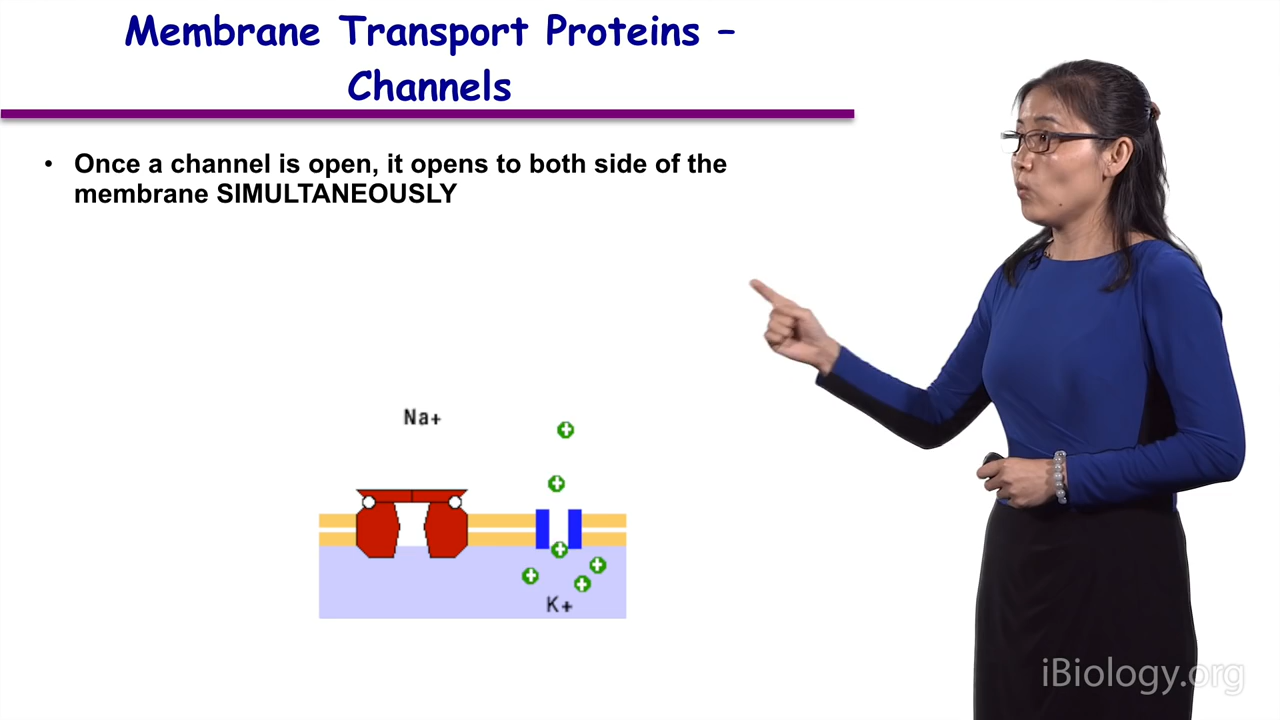 Membrane Transport Proteins –
Channels
• Once a channel is open, it opens to both side of the
membrane SIMULTANEOUSLY
Na+
K+
iBiology.org